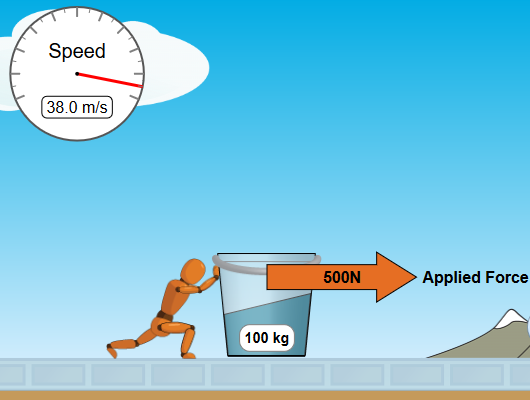 Speed
38.0 m/s
500N
Applied Force
100 kg